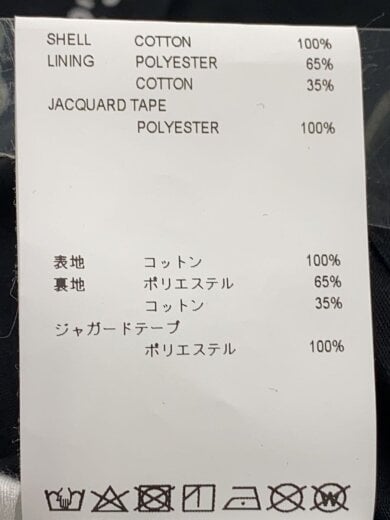 SHELL COTTON 100%
LINING POLYESTER 65%
COTTON 35%
JACQUARD TAPE
POLYESTER 100%
表地 コットン 100%
裏地 ポリエステル 65%
コットン 35%
ジャガードテープ
ポリエステル 100%
W